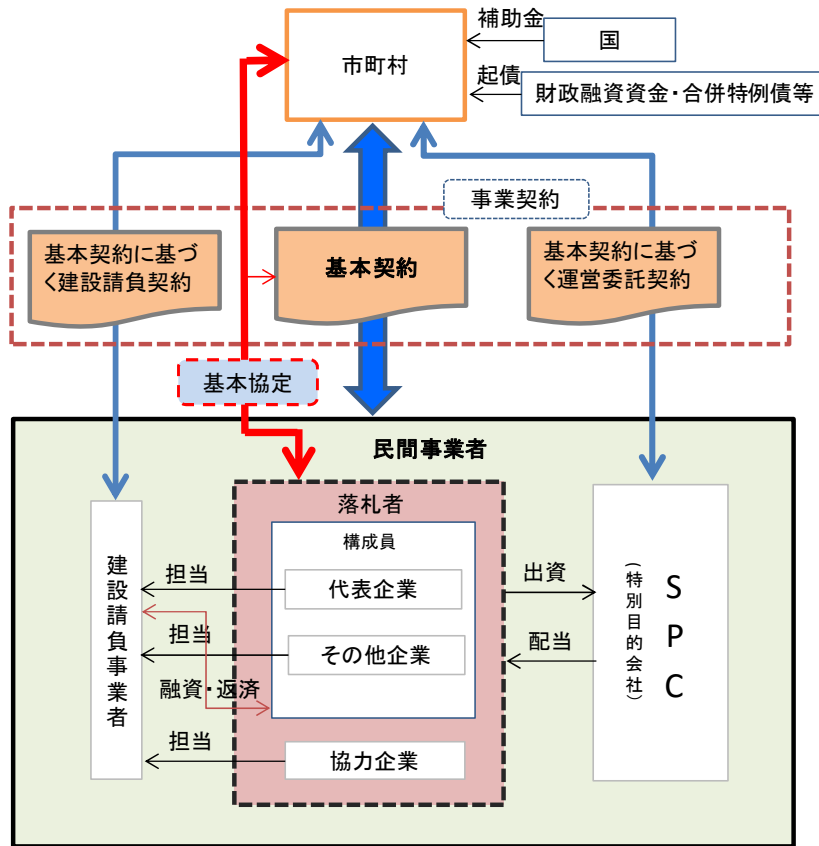 補助金
国
市町村
起債
財政融資資金・合併特例債等
事業契約
基本契約に基づ
く建設請負契約
基本契約
基本契約に基づ
く運営委託契約
基本協定
民間事業者
落札者
構成員
代表企業
その他企業
協力企業
建設請負事業者
担当
担当
融資・返済
担当
出資
配当
SPC
(特別目的会社)